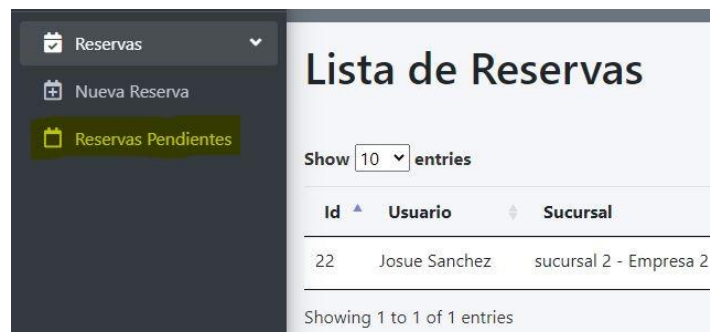 Reservas
Nueva Reserva
Reservas Pendientes
Lista de Reservas
Show 10 entries
Id Usuario Sucursal
22 Josue Sanchez sucursal 2 - Empresa 2
Showing 1 to 1 of 1 entries